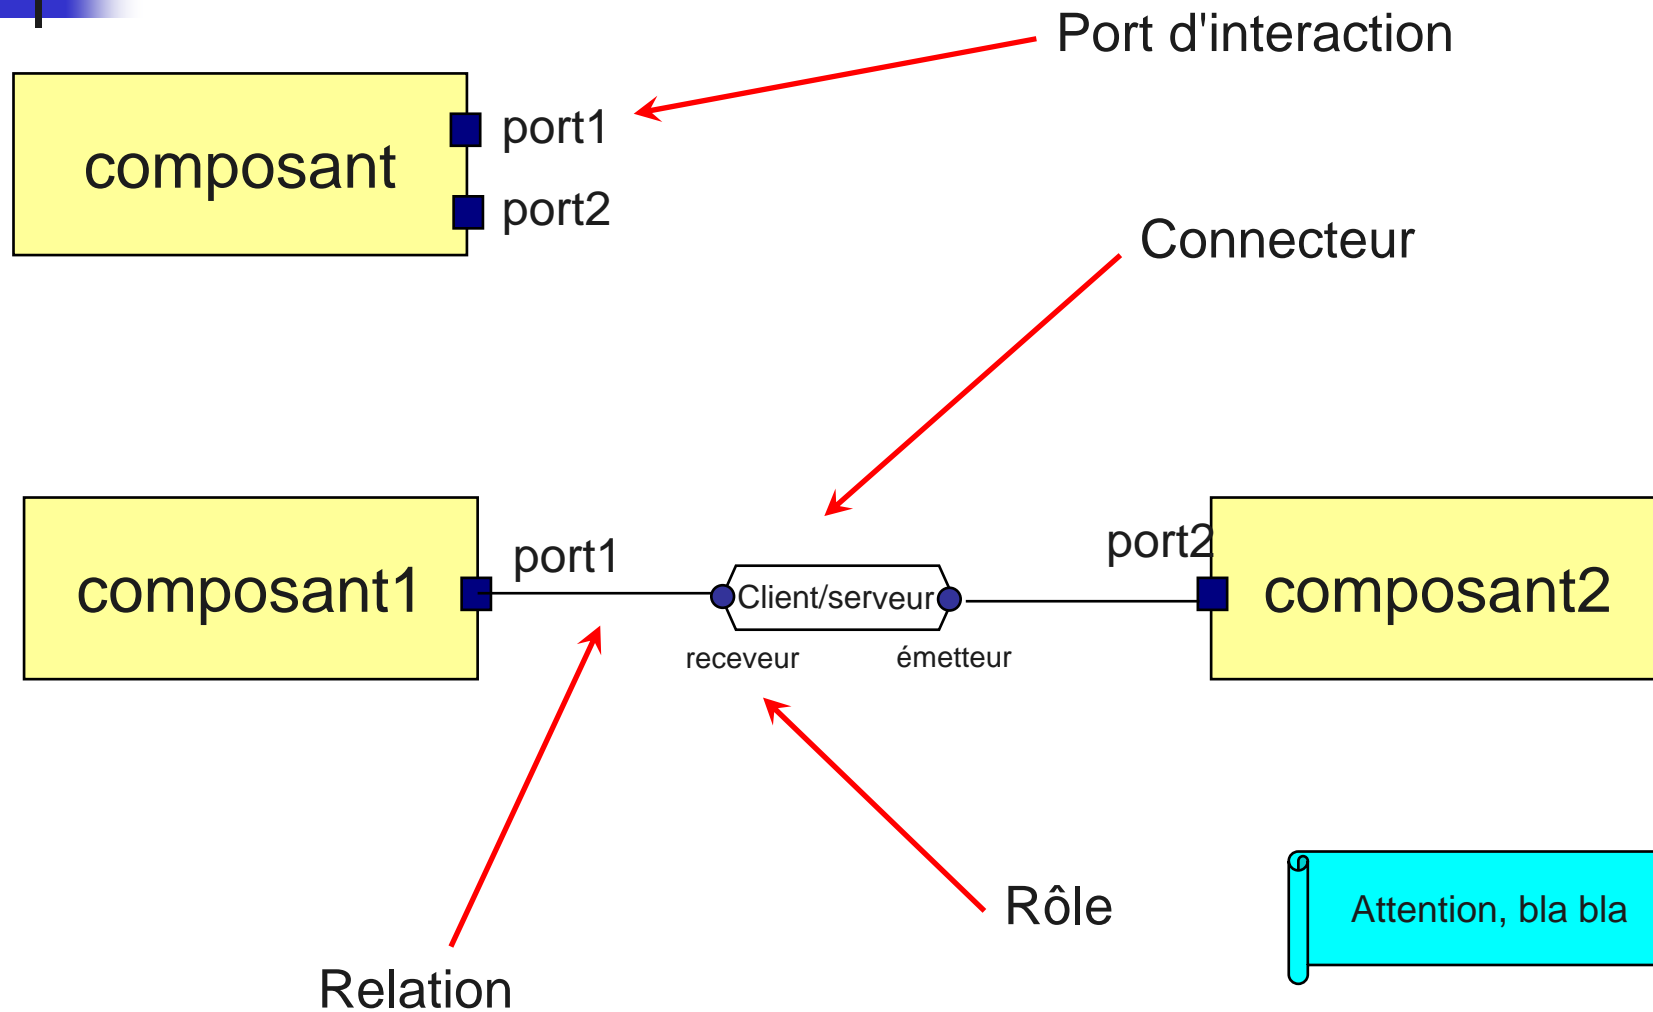 Port d'interaction
port1
composant
port2
Connecteur
port1
port2
composant1
Client/serveur
composant2
receveur
émetteur
Rôle
Attention, bla bla
Relation